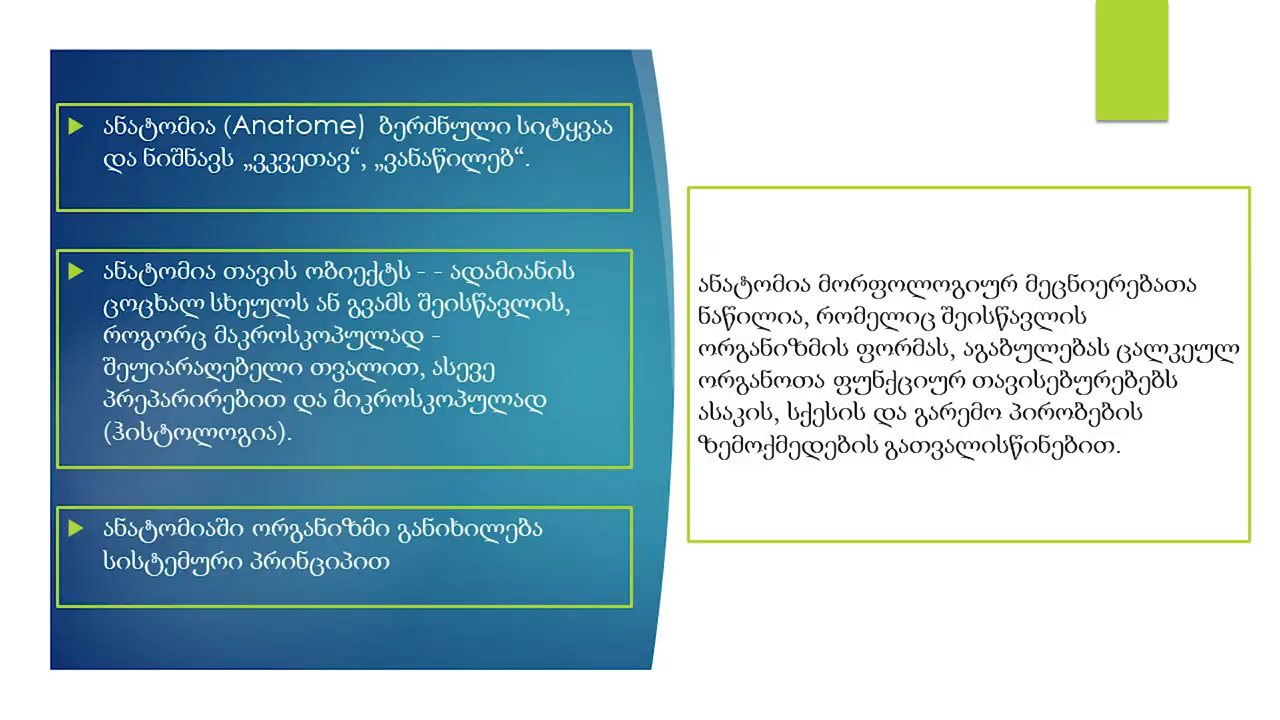 ანატომია (Anatome) ბერძნული სიტყვაა
და ნიშნავს „ვკვეთავ“, „ვანაწილებ“.
ანატომია თავის ობიექტს - - ადამიანის
ცოცხალ სხეულს ან გვამს შეისწავლის,
როგორც მაკროსკოპულად -
შეუიარაღებელი თვალით, ასევე
პრეპარირებით და მიკროსკოპულად
(ჰისტოლოგია).
ანატომიაში ორგანიზმი განიხილება
სისტემური პრინციპით
ანატომია მორფოლოგიურ მეცნიერებათა
ნაწილია, რომელიც შეისწავლის
ორგანიზმის ფორმას, აგაბულებას ცალკეულ
ორგანოთა ფუნქციურ თავისებურებებს
ასაკის, სქესის და გარემო პირობების
ზემოქმედების გათვალისწინებით.